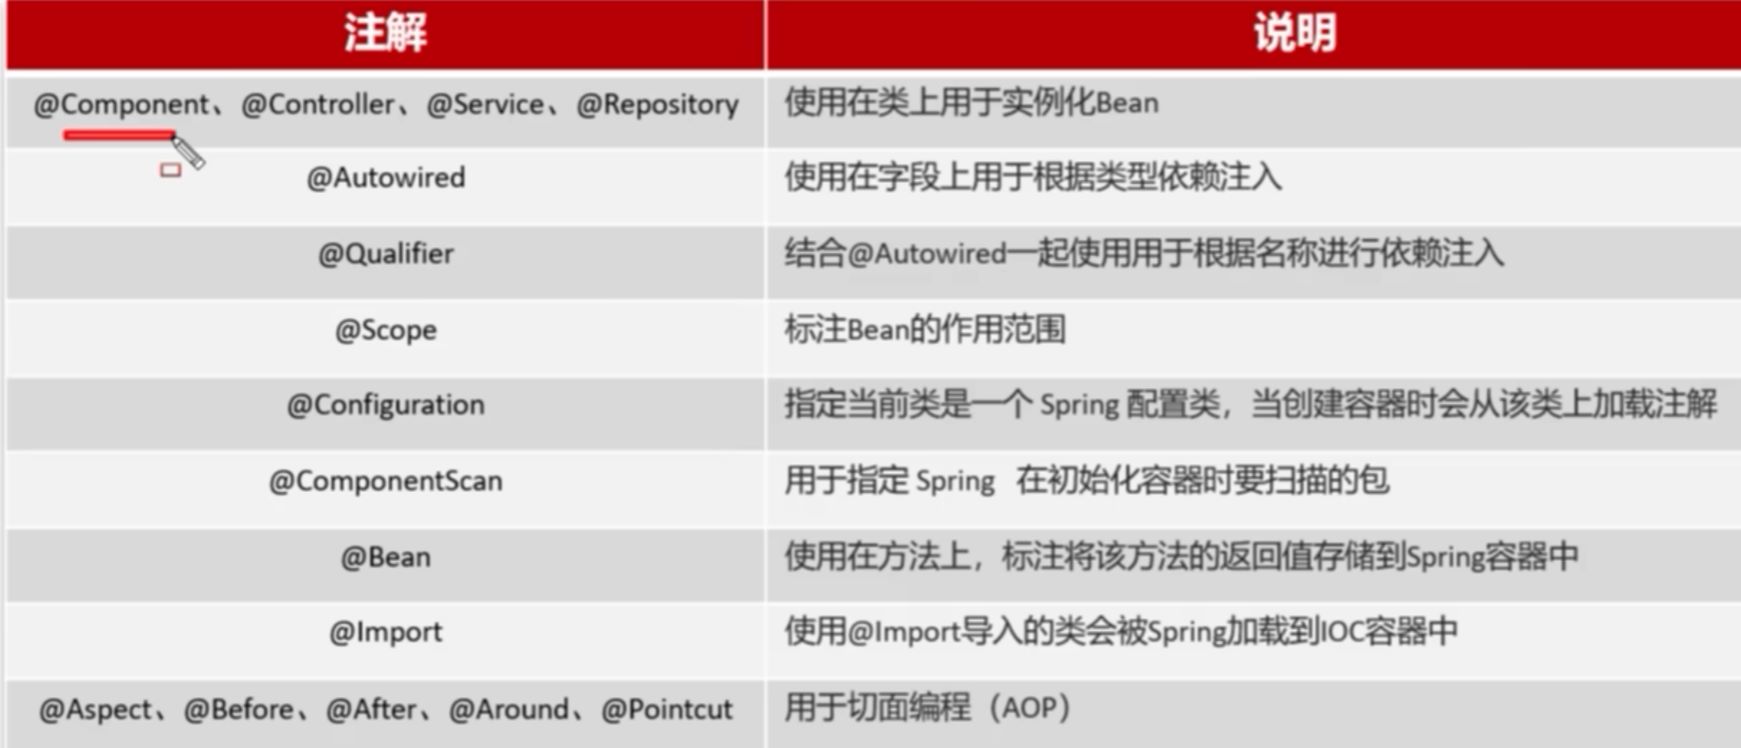 注解 说明
@Component、@Controller、@Service、@Repository 使用在类上用于实例化Bean
@Autowired 使用在字段上用于根据类型依赖注入
@Qualifier 结合@Autowired一起使用用于根据名称进行依赖注入
@Scope 标注Bean的作用范围
@Configuration 指定当前类是一个 Spring 配置类，当创建容器时会从该类上加载注解
@ComponentScan 用于指定 Spring 在初始化容器时要扫描的包
@Bean 使用在方法上，标注将该方法的返回值存储到Spring容器中
@Import 使用@Import导入的类会被Spring加载到IOC容器中
@Aspect、@Before、@After、@Around、@Pointcut 用于切面编程（AOP）